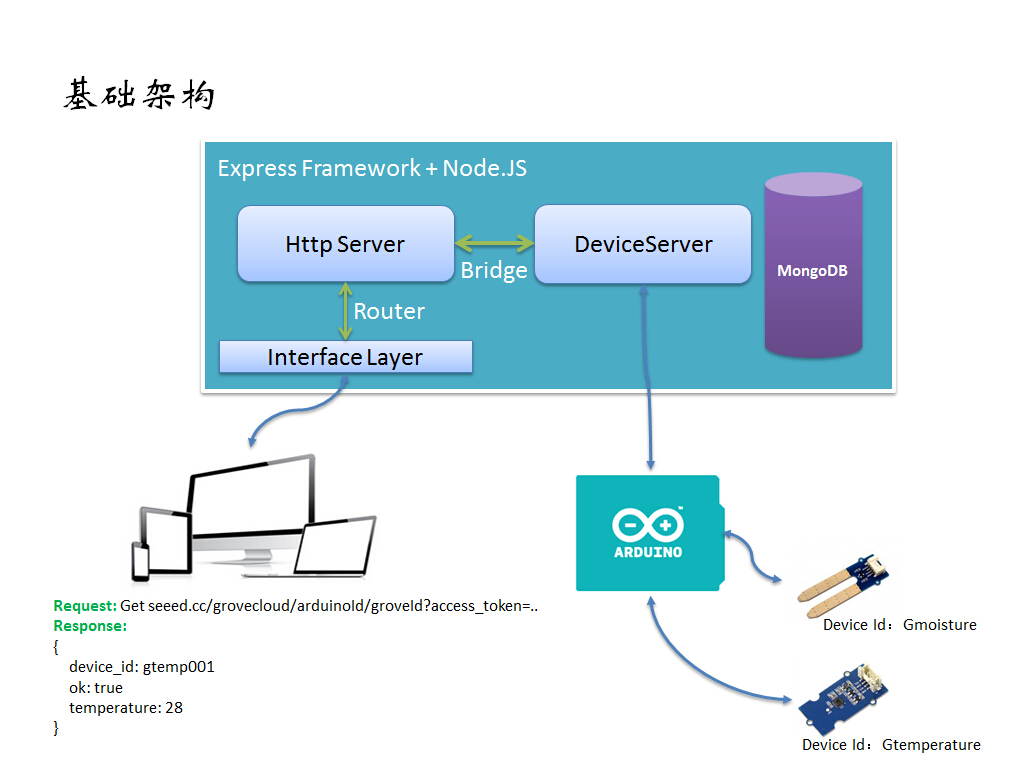 基础架构
Express Framework + Node.JS
Http Server
DeviceServer
MongoDB
Bridge
Router
Interface Layer
ARDUINO
Request: Get seeed.cc/grovecloud/arduinoId/groveId?access_token=..
Response:
{
device_id: gtemp001
ok: true
temperature: 28
}
Device Id：Gmoisture
Device Id：Gtemperature